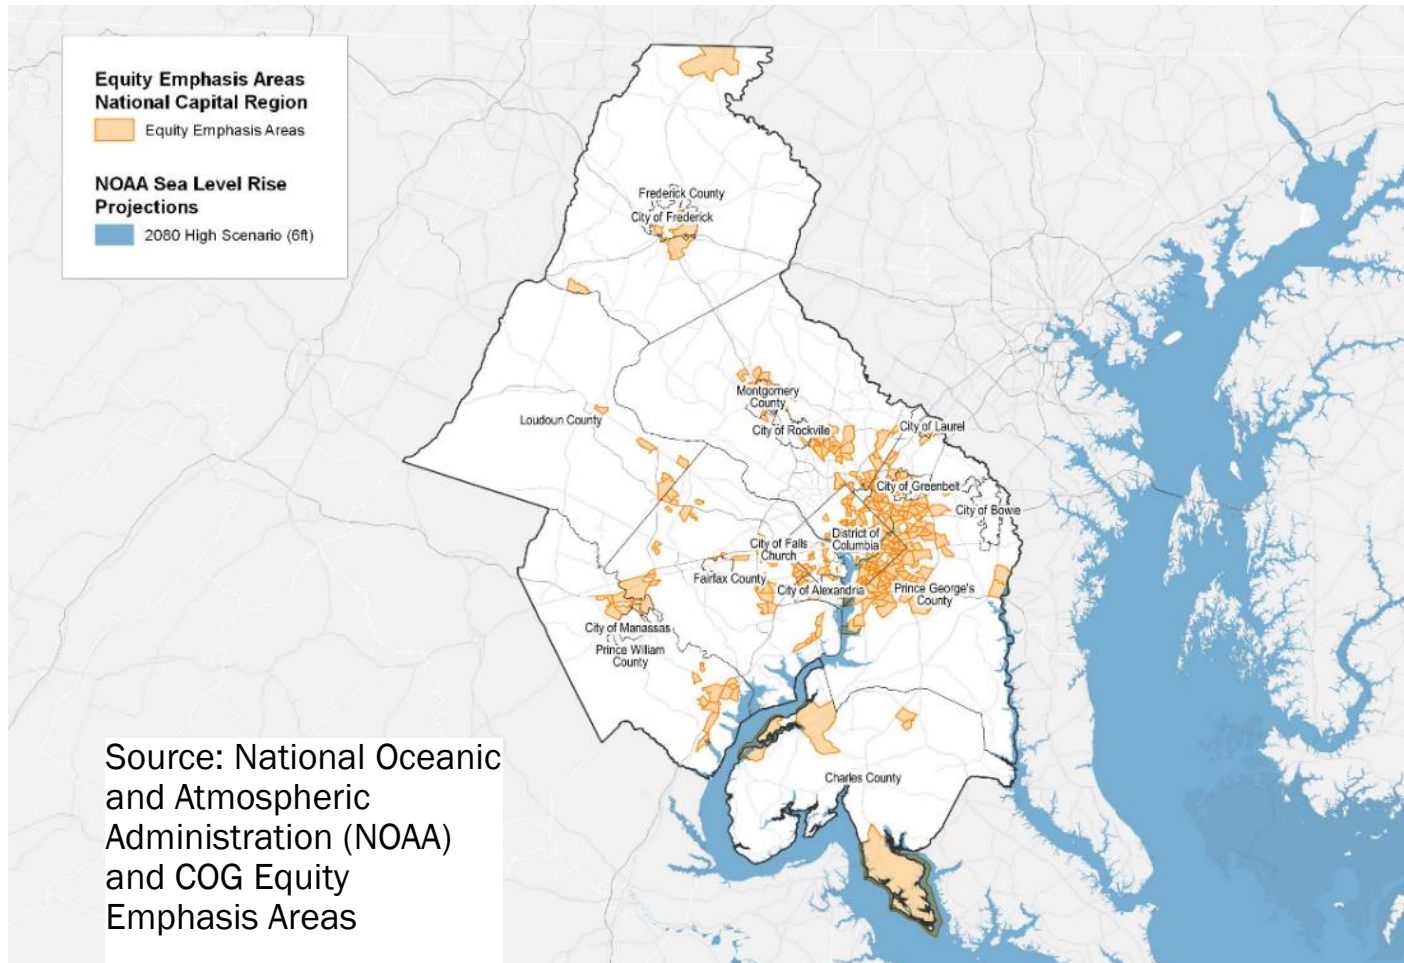 Equity Emphasis Areas
National Capital Region
Equity Emphasis Areas
NOAA Sea Level Rise
Projections
2080 High Scenario (6ft)
Frederick County
City of Frederick
Montgomery
County
Loudoun County
City of Rockville
City of Laurel
City of Greenbelt
City of Bowie
District of
Columbia
City of Falls
Church
Fairfax County
City of Alexandria
Prince George's
County
City of Manassas
Prince William
County
Charles County
Source: National Oceanic
and Atmospheric
Administration (NOAA)
and COG Equity
Emphasis Areas